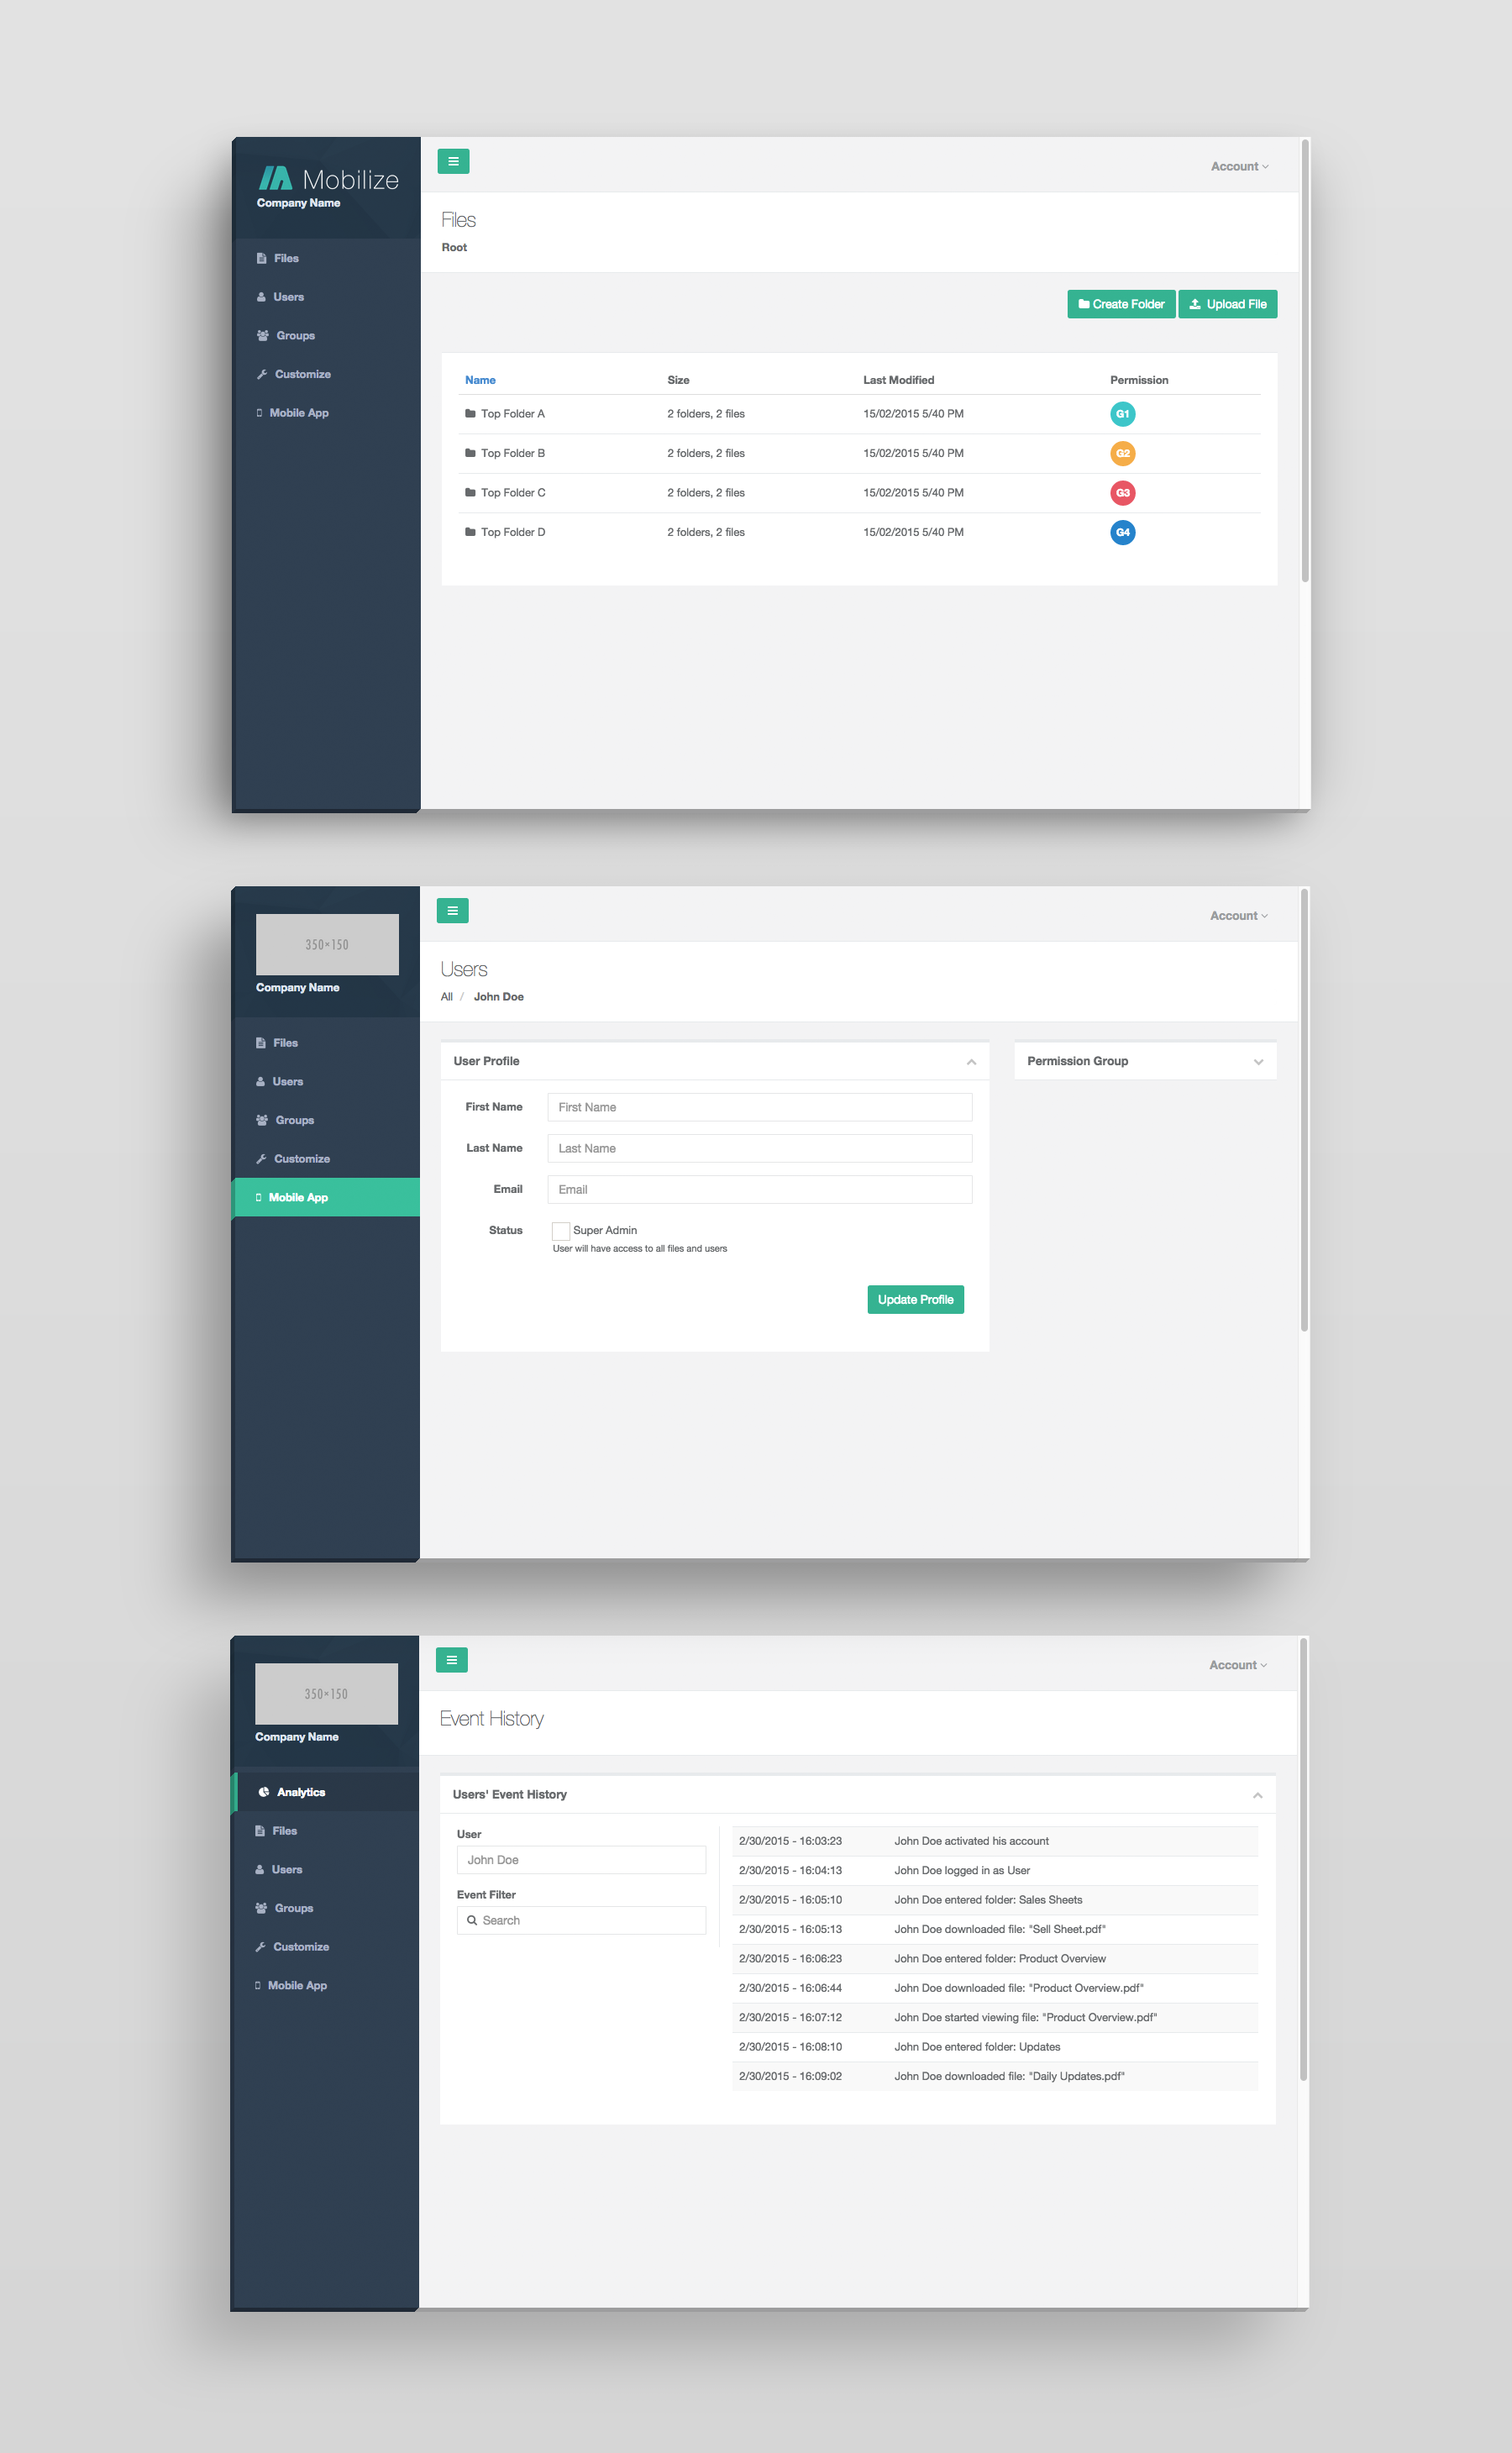 Mobilize
Company Name
Account
Files
Root
Files
Users
Groups
Customize
Mobile App
Create Folder
Upload File
Name Size Last Modified Permission
Top Folder A 2 folders, 2 files 15/02/2015 5/40 PM G1
Top Folder B 2 folders, 2 files 15/02/2015 5/40 PM G2
Top Folder C 2 folders, 2 files 15/02/2015 5/40 PM G3
Top Folder D 2 folders, 2 files 15/02/2015 5/40 PM G4
350×150
Company Name
Account
Users
All / John Doe
Files
Users
Groups
Customize
Mobile App
User Profile
First Name First Name
Last Name Last Name
Email Email
Status Super Admin
User will have access to all files and users
Update Profile
Permission Group
350×150
Company Name
Account
Event History
Analytics
Files
Users
Groups
Customize
Mobile App
Users' Event History
User
John Doe
Event Filter
Search
2/30/2015 - 16:03:23 John Doe activated his account
2/30/2015 - 16:04:13 John Doe logged in as User
2/30/2015 - 16:05:10 John Doe entered folder: Sales Sheets
2/30/2015 - 16:05:13 John Doe downloaded file: "Sell Sheet.pdf"
2/30/2015 - 16:06:23 John Doe entered folder: Product Overview
2/30/2015 - 16:06:44 John Doe downloaded file: "Product Overview.pdf"
2/30/2015 - 16:07:12 John Doe started viewing file: "Product Overview.pdf"
2/30/2015 - 16:08:10 John Doe entered folder: Updates
2/30/2015 - 16:09:02 John Doe downloaded file: "Daily Updates.pdf"